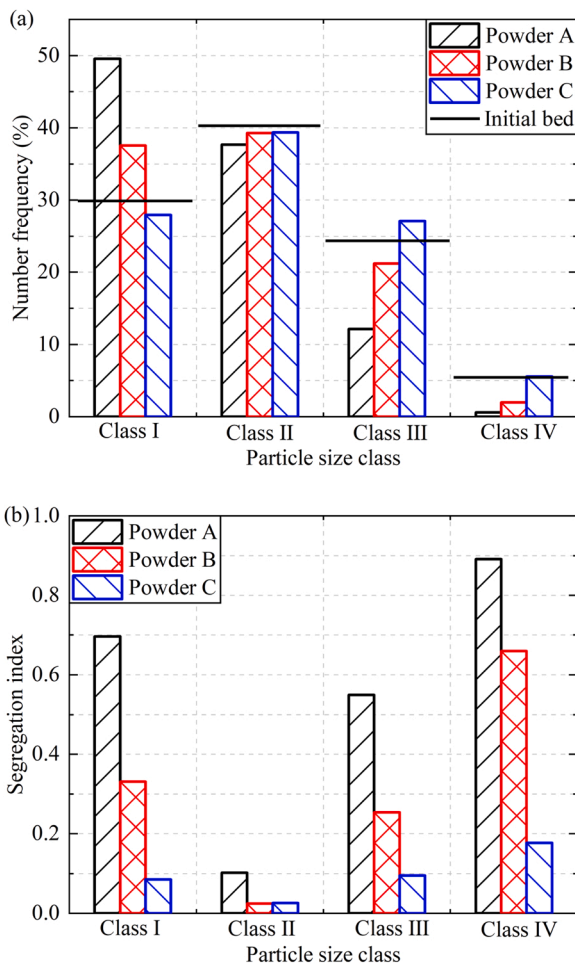 (a)
Number frequency (%)
50
40
30
20
10
0
Powder A
Powder B
Powder C
Initial bed
Class I
Class II
Class III
Class IV
Particle size class
(b)
Segregation index
1.0
0.8
0.6
0.4
0.2
0.0
Powder A
Powder B
Powder C
Class I
Class II
Class III
Class IV
Particle size class